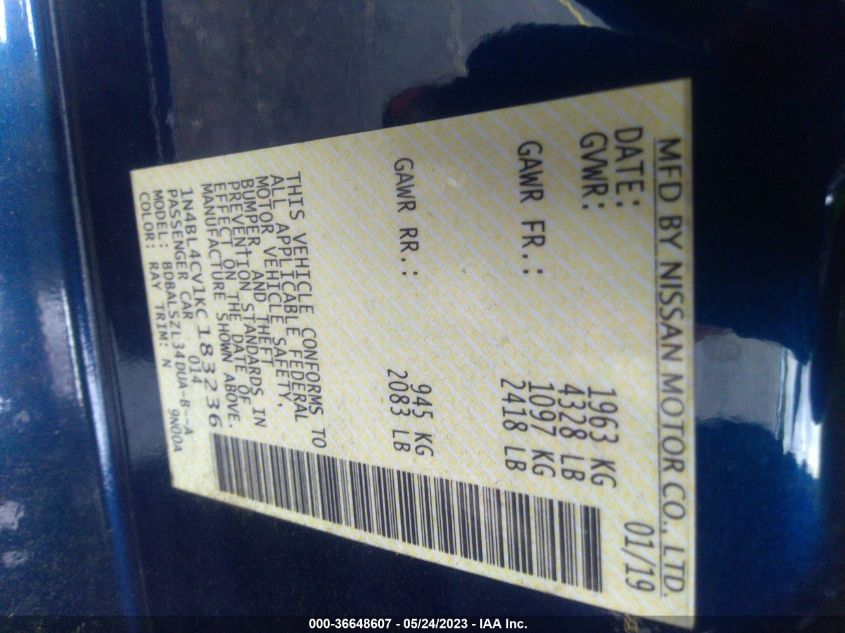 MFD BY NISSAN MOTOR CO., LTD.
DATE: 01/19
GVWR: 1963 KG
4328 LB
GAWR FR.: 1097 KG
2418 LB
GAWR RR.: 945 KG
2083 LB
THIS VEHICLE CONFORMS TO
ALL APPLICABLE FEDERAL
MOTOR VEHICLE SAFETY,
BUMPER, AND THEFT
PREVENTION STANDARDS IN
EFFECT ON THE DATE OF
MANUFACTURE SHOWN ABOVE.
1N4BL4CV1KC183236
PASSENGER CAR 014
MODEL: BDBALSZL34DUA-B--A
COLOR: RAY TRIM: N 9N00A
000-36648607 - 05/24/2023 - IAA Inc.